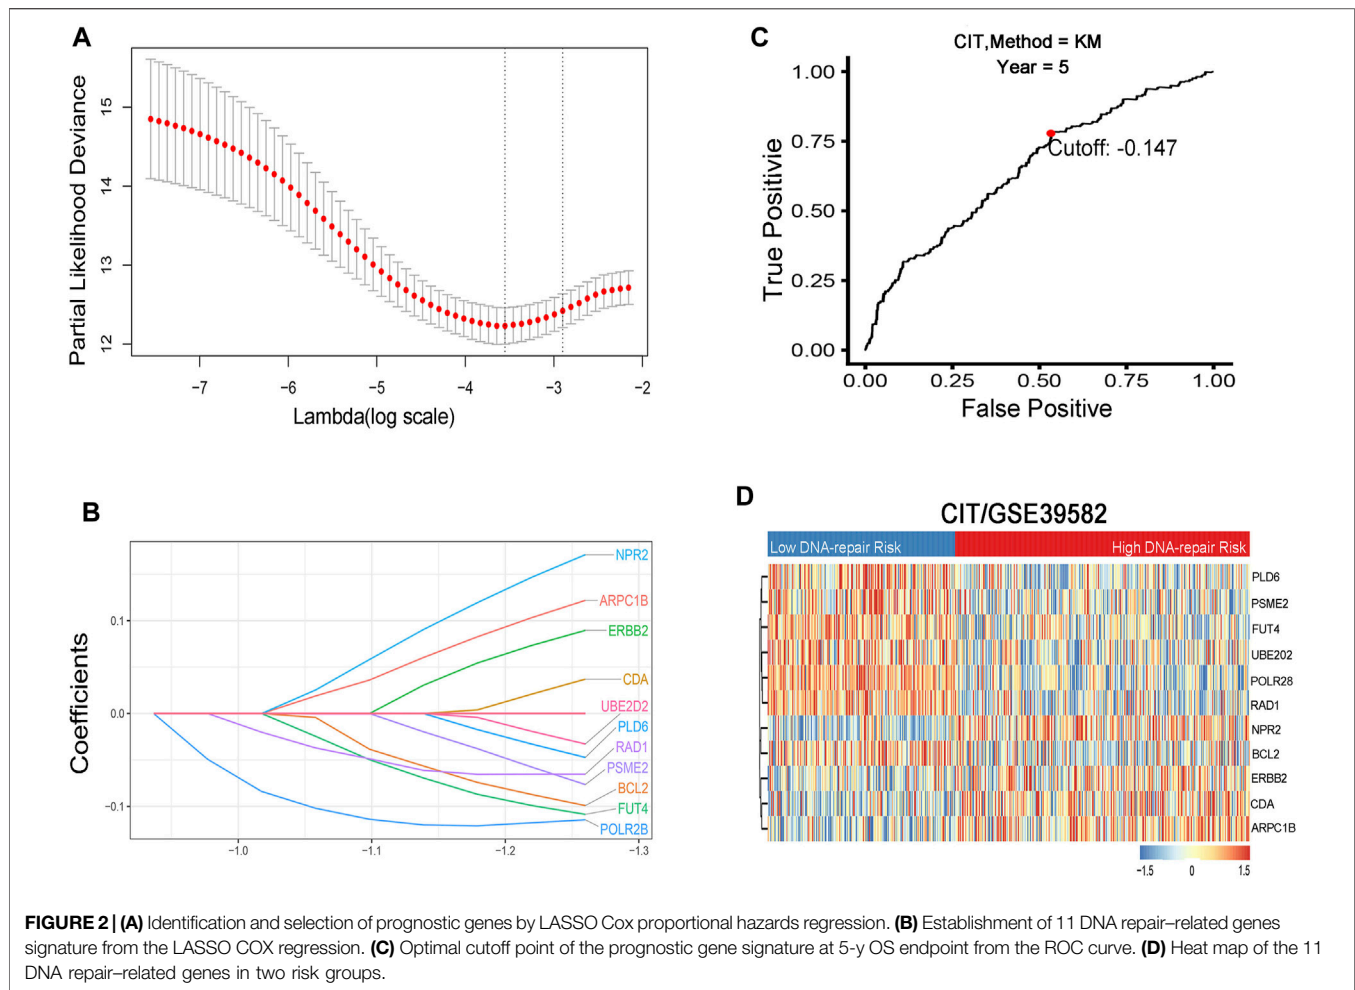 A
Partial Likelihood Deviance
15
14
13
12
−7 −6 −5 −4 −3 −2
Lambda(log scale)
C
CIT,Method = KM
Year = 5
True Positivie
1.00
0.75
0.50
0.25
0.00
Cutoff: -0.147
0.00 0.25 0.50 0.75 1.00
False Positive
B
Coefficients
0.1
0.0
−0.1
NPR2
ARPC1B
ERBB2
CDA
UBE2D2
PLD6
RAD1
PSME2
BCL2
FUT4
POLR2B
−1.0 −1.1 −1.2 −1.3
D
CIT/GSE39582
Low DNA-repair Risk High DNA-repair Risk
PLD6
PSME2
FUT4
UBE202
POLR28
RAD1
NPR2
BCL2
ERBB2
CDA
ARPC1B
−1.5 0 1.5
FIGURE 2 | (A) Identification and selection of prognostic genes by LASSO Cox proportional hazards regression. (B) Establishment of 11 DNA repair–related genes
signature from the LASSO COX regression. (C) Optimal cutoff point of the prognostic gene signature at 5-y OS endpoint from the ROC curve. (D) Heat map of the 11
DNA repair–related genes in two risk groups.